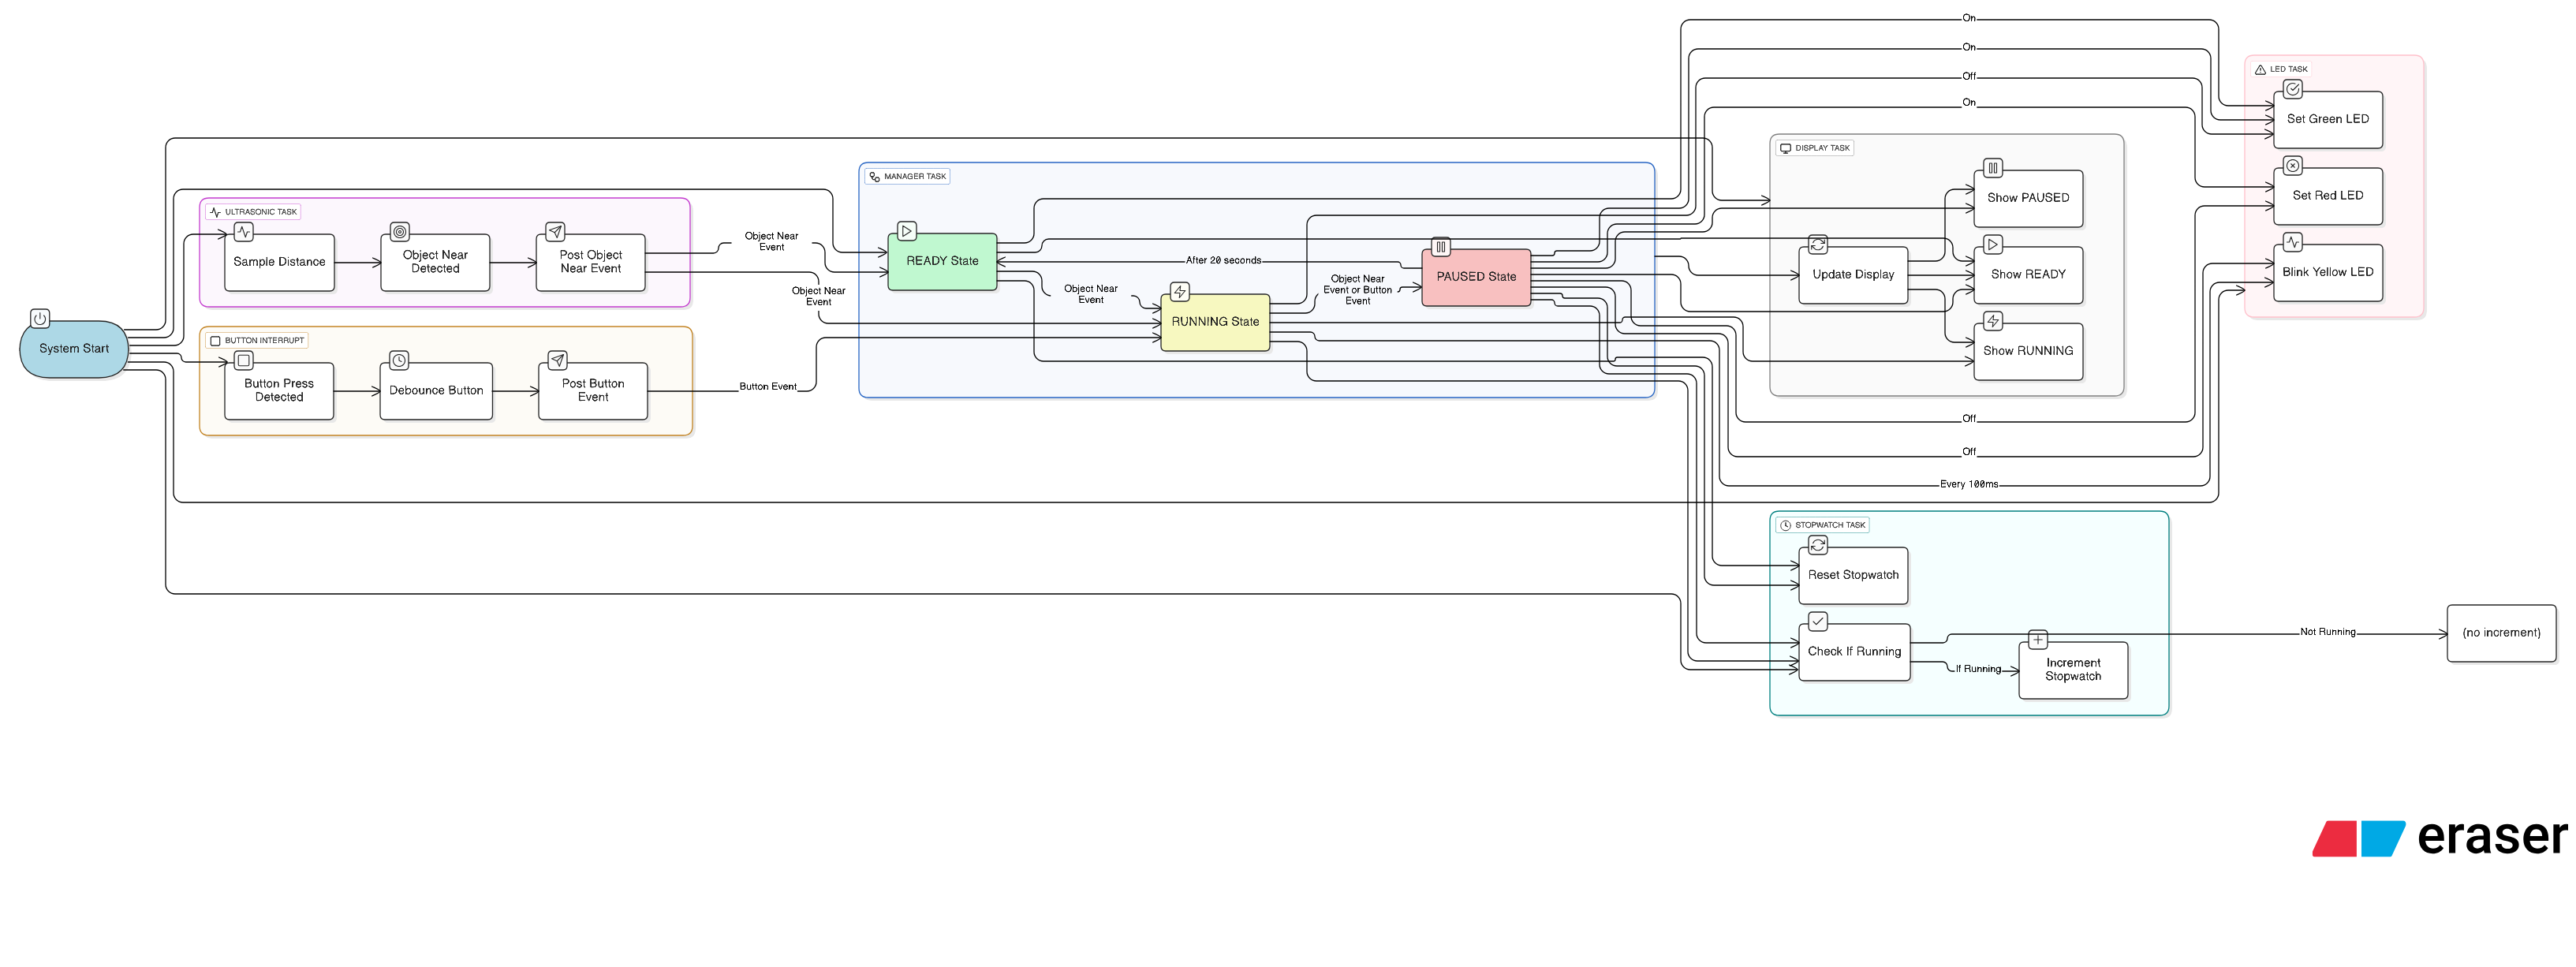 System Start
ULTRASONIC TASK
Sample Distance
Object Near
Detected
Post Object
Near Event
BUTTON INTERRUPT
Button Press
Detected
Debounce Button
Post Button
Event
Object Near
Event
Object Near
Event
Button Event
MANAGER TASK
READY State
After 20 seconds
Object Near
Event
RUNNING State
Object Near
Event or Button
Event
PAUSED State
On
On
Off
On
DISPLAY TASK
Update Display
Show PAUSED
Show READY
Show RUNNING
Off
Off
Every 100ms
LED TASK
Set Green LED
Set Red LED
Blink Yellow LED
STOPWATCH TASK
Reset Stopwatch
Check If Running
If Running
Increment
Stopwatch
Not Running
(no increment)
eraser